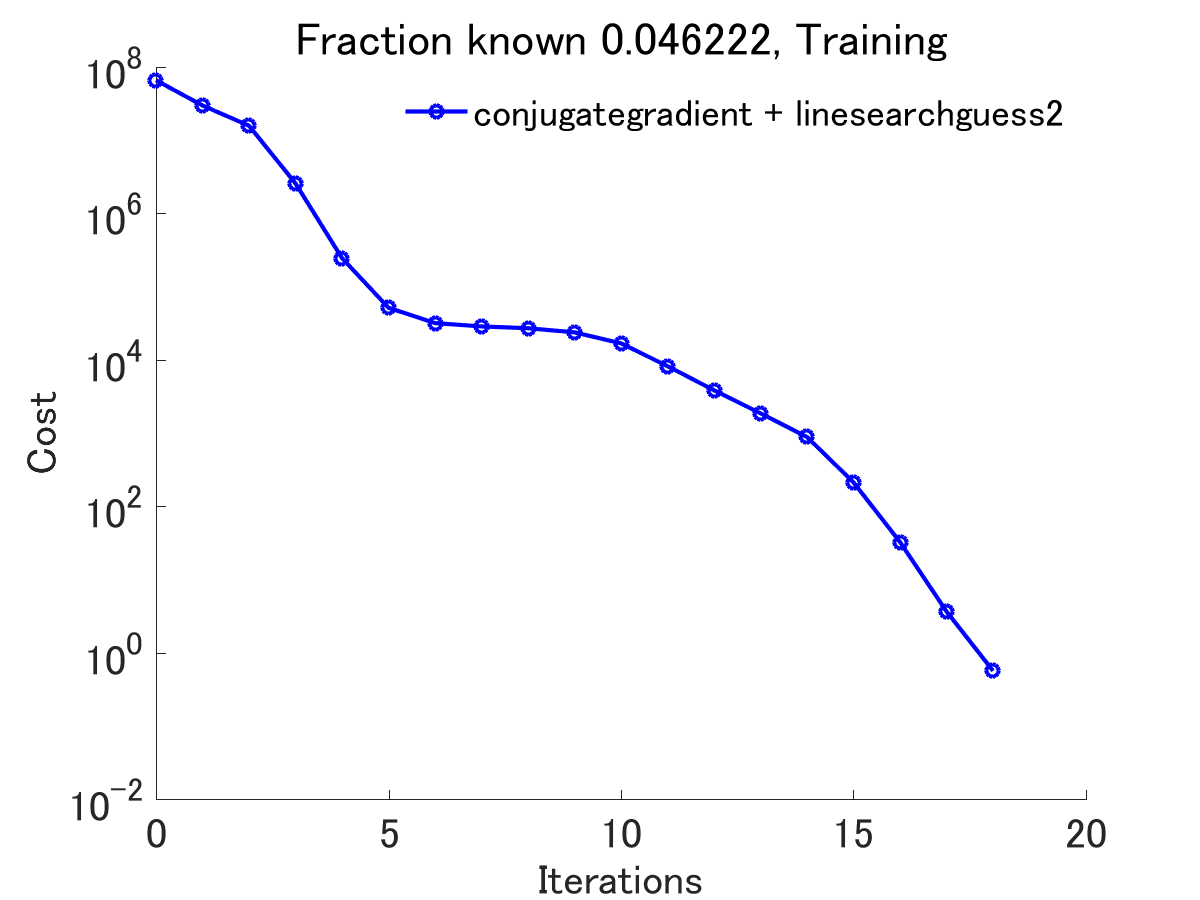 Fraction known 0.046222, Training
conjugategradient + linesearchguess2
10^8
10^6
10^4
10^2
10^0
10^-2
Cost
0 5 10 15 20
Iterations